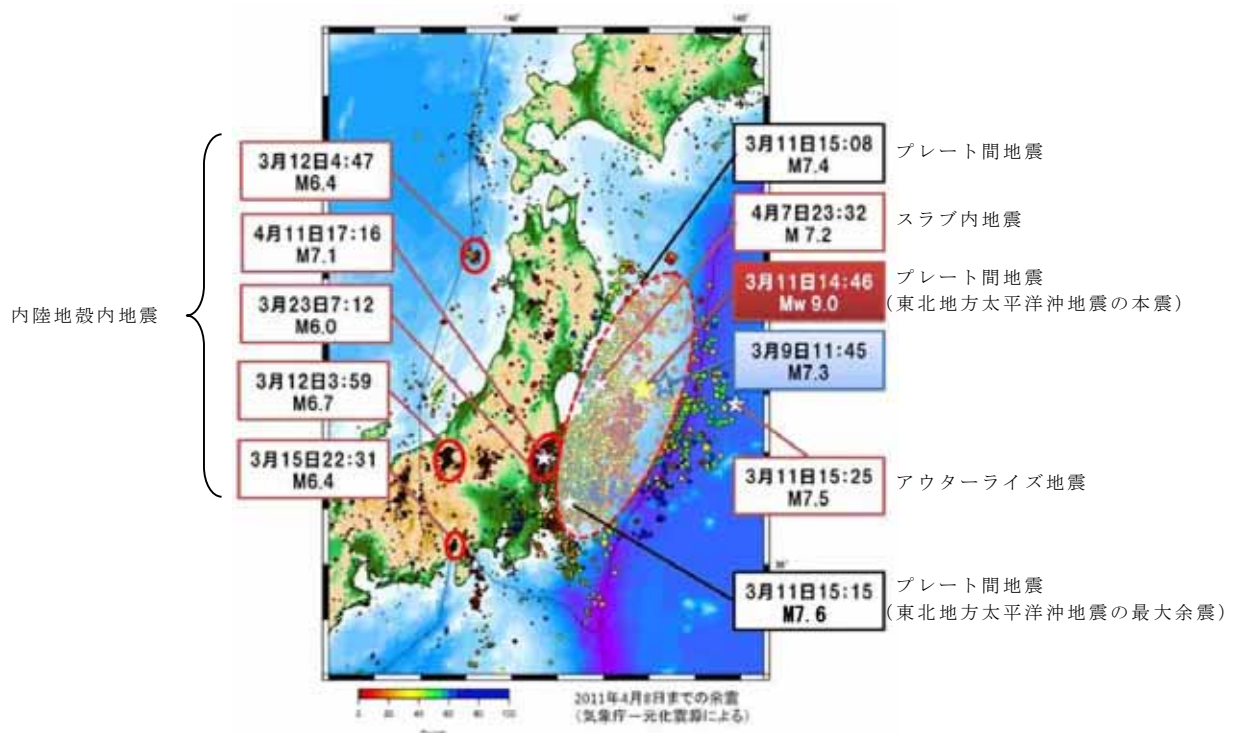 140°
145°
3月12日4:47
M6.4
4月11日17:16
M7.1
内陸地殻内地震
3月23日7:12
M6.0
3月12日3:59
M6.7
3月15日22:31
M6.4
3月11日15:08
M7.4
プレート間地震
4月7日23:32
M 7.2
スラブ内地震
3月11日14:46
Mw 9.0
プレート間地震
(東北地方太平洋沖地震の本震)
3月9日11:45
M7.3
3月11日15:25
M7.5
アウターライズ地震
35°
3月11日15:15
M7.6
プレート間地震
(東北地方太平洋沖地震の最大余震)
0 20 40 60 80 100
2011年4月8日までの余震
(気象庁一元化震源による)